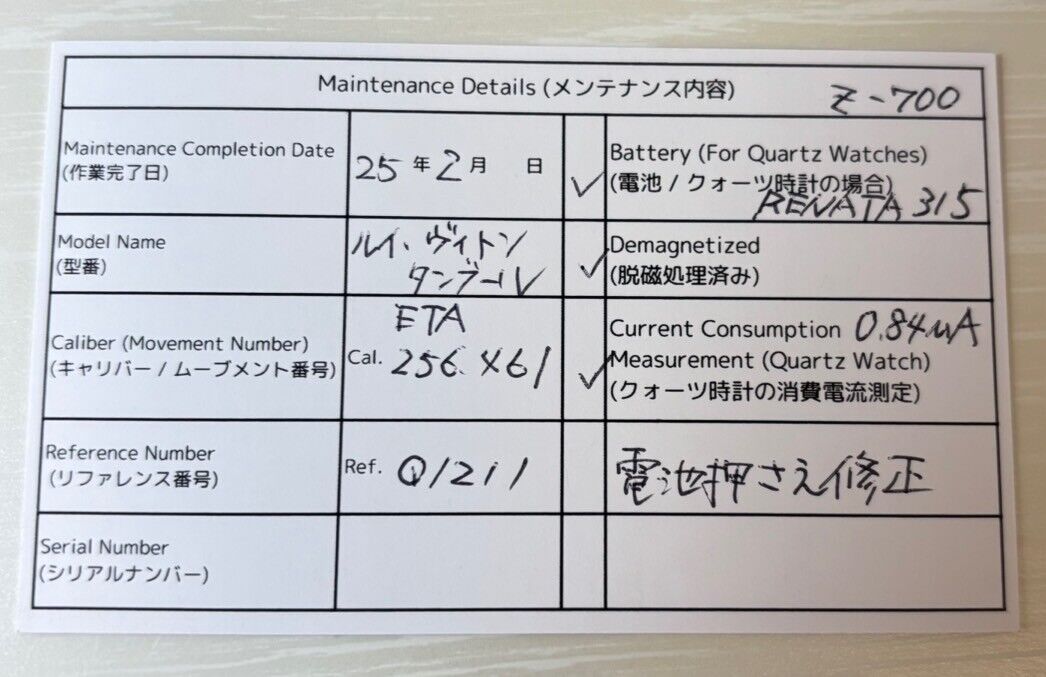 Maintenance Details (メンテナンス内容)
Z-700
Maintenance Completion Date
(作業完了日)
25年2月 日
✓
Battery (For Quartz Watches)
(電池 / クォーツ時計の場合)
RENATA 315
Model Name
(型番)
ルイ、ヴィトン
タンブール
✓
Demagnetized
(脱磁処理済み)
Caliber (Movement Number)
(キャリバー / ムーブメント番号)
ETA
Cal. 256.461
✓
Current Consumption 0.84μA
Measurement (Quartz Watch)
(クォーツ時計の消費電流測定)
Reference Number
(リファレンス番号)
Ref. Q1211
電池押さえ修正
Serial Number
(シリアルナンバー)